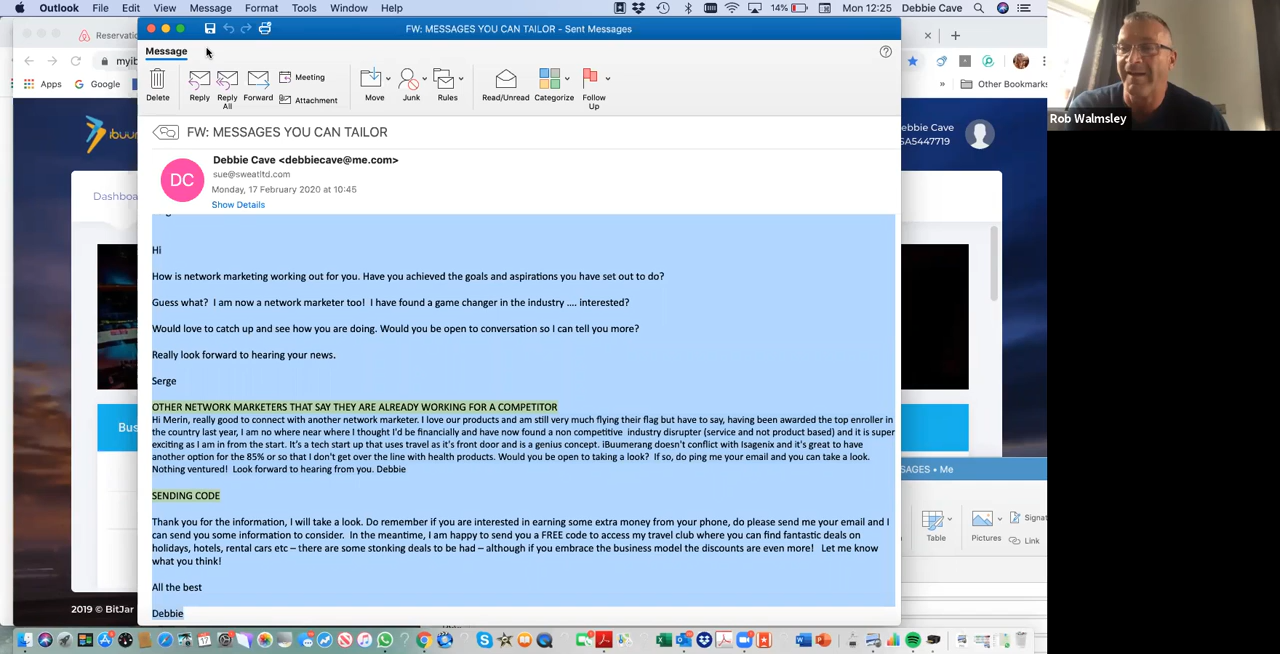 Outlook File Edit View Message Format Tools Window Help 14% Mon 12:25 Debbie Cave
FW: MESSAGES YOU CAN TAILOR - Sent Messages
Reservati
Message
myib
Apps Google
» Other Bookmarks
Delete Reply Reply All Forward Meeting Attachment Move Junk Rules Read/Unread Categorize Follow Up
Rob Walmsley
ibuum
ebbie Cave
SA5447719
FW: MESSAGES YOU CAN TAILOR
DC
Debbie Cave <debbiecave@me.com>
sue@sweatltd.com
Monday, 17 February 2020 at 10:45
Show Details
Dashboa
Hi
How is network marketing working out for you. Have you achieved the goals and aspirations you have set out to do?
Guess what? I am now a network marketer too! I have found a game changer in the industry .... interested?
Would love to catch up and see how you are doing. Would you be open to conversation so I can tell you more?
Really look forward to hearing your news.
Serge
OTHER NETWORK MARKETERS THAT SAY THEY ARE ALREADY WORKING FOR A COMPETITOR
Hi Merin, really good to connect with another network marketer. I love our products and am still very much flying their flag but have to say, having been awarded the top enroller in
the country last year, I am no where near where I thought I'd be financially and have now found a non competitive industry disrupter (service and not product based) and it is super
exciting as I am in from the start. It's a tech start up that uses travel as it's front door and is a genius concept. iBuumerang doesn't conflict with Isagenix and it's great to have
another option for the 85% or so that I don't get over the line with health products. Would you be open to taking a look? If so, do ping me your email and you can take a look.
Nothing ventured! Look forward to hearing from you. Debbie
SENDING CODE
Thank you for the information, I will take a look. Do remember if you are interested in earning some extra money from your phone, do please send me your email and I
can send you some information to consider. In the meantime, I am happy to send you a FREE code to access my travel club where you can find fantastic deals on
holidays, hotels, rental cars etc – there are some stonking deals to be had – although if you embrace the business model the discounts are even more! Let me know
what you think!
All the best
Debbie
Bus
SAGES • Me
Table Pictures Signat
Link
2019 © BitJar